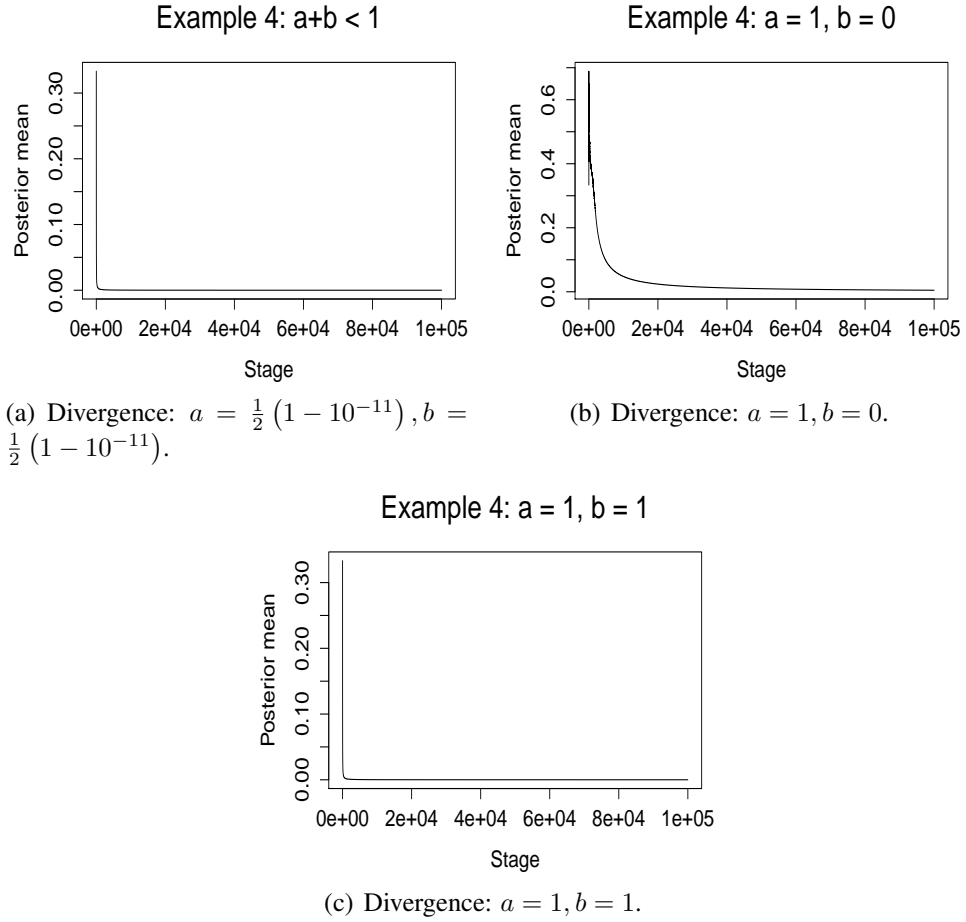 Example 4: a+b < 1
Posterior mean
0.00 0.10 0.20 0.30
0e+00 2e+04 4e+04 6e+04 8e+04 1e+05
Stage
(a) Divergence: a = 1/2 (1 − 10^−11), b =
1/2 (1 − 10^−11).
Example 4: a = 1, b = 0
Posterior mean
0.0 0.2 0.4 0.6
0e+00 2e+04 4e+04 6e+04 8e+04 1e+05
Stage
(b) Divergence: a = 1, b = 0.
Example 4: a = 1, b = 1
Posterior mean
0.00 0.10 0.20 0.30
0e+00 2e+04 4e+04 6e+04 8e+04 1e+05
Stage
(c) Divergence: a = 1, b = 1.